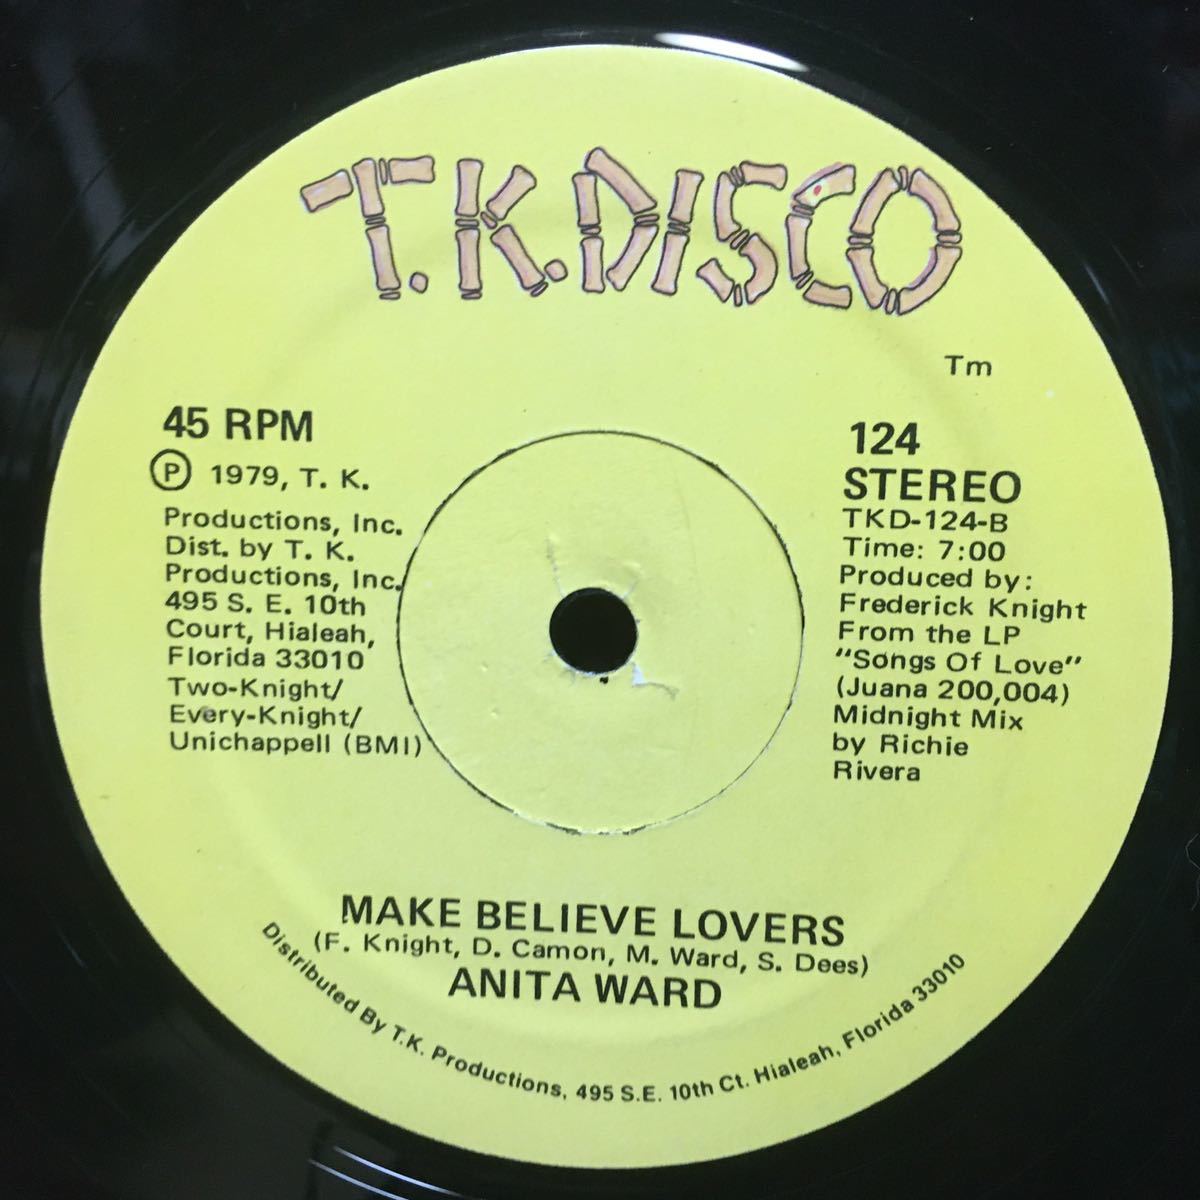 T.K.DISCO
Tm
45 RPM
℗ 1979, T. K.
Productions, Inc.
Dist. by T. K.
Productions, Inc.
495 S. E. 10th
Court, Hialeah,
Florida 33010
Two-Knight/
Every-Knight/
Unichappell (BMI)
124
STEREO
TKD-124-B
Time: 7:00
Produced by:
Frederick Knight
From the LP
"Songs Of Love"
(Juana 200,004)
Midnight Mix
by Richie
Rivera
MAKE BELIEVE LOVERS
(F. Knight, D. Camon, M. Ward, S. Dees)
ANITA WARD
Distributed By T.K. Productions, 495 S.E. 10th Ct. Hialeah, Florida 33010